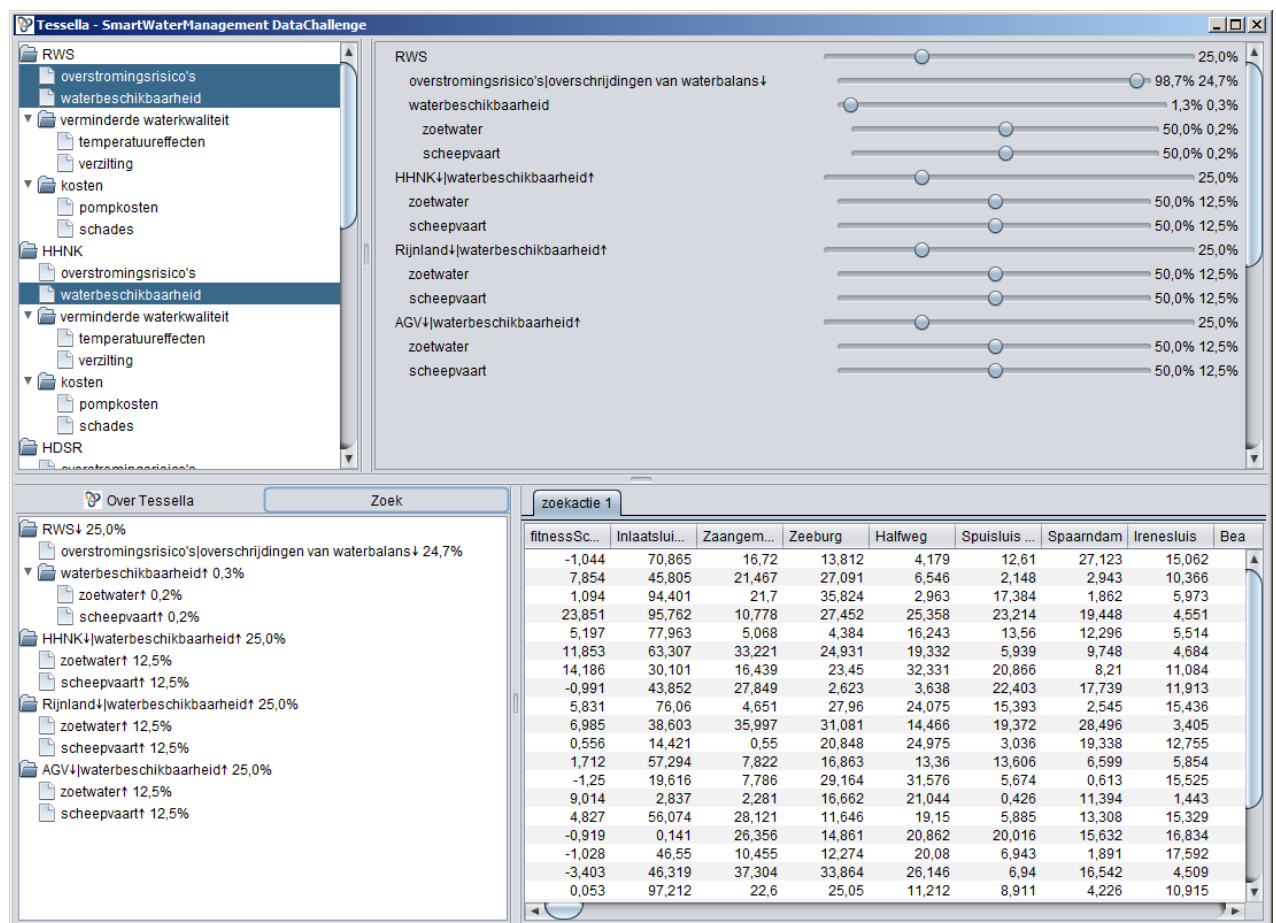 Tessella - SmartWaterManagement DataChallenge
RWS
overstromingsrisico's
waterbeschikbaarheid
verminderde waterkwaliteit
temperatuureffecten
verzilting
kosten
pompkosten
schades
HHNK
overstromingsrisico's
waterbeschikbaarheid
verminderde waterkwaliteit
temperatuureffecten
verzilting
kosten
pompkosten
schades
HDSR
overstromingsrisico's
RWS 25,0%
overstromingsrisico's|overschrijdingen van waterbalans↓ 98,7% 24,7%
waterbeschikbaarheid 1,3% 0,3%
zoetwater 50,0% 0,2%
scheepvaart 50,0% 0,2%
HHNK↓|waterbeschikbaarheid↑ 25,0%
zoetwater 50,0% 12,5%
scheepvaart 50,0% 12,5%
Rijnland↓|waterbeschikbaarheid↑ 25,0%
zoetwater 50,0% 12,5%
scheepvaart 50,0% 12,5%
AGV↓|waterbeschikbaarheid↑ 25,0%
zoetwater 50,0% 12,5%
scheepvaart 50,0% 12,5%
Over Tessella Zoek
RWS↓ 25,0%
overstromingsrisico's|overschrijdingen van waterbalans↓ 24,7%
waterbeschikbaarheid↑ 0,3%
zoetwater↑ 0,2%
scheepvaart↑ 0,2%
HHNK↓|waterbeschikbaarheid↑ 25,0%
zoetwater↑ 12,5%
scheepvaart↑ 12,5%
Rijnland↓|waterbeschikbaarheid↑ 25,0%
zoetwater↑ 12,5%
scheepvaart↑ 12,5%
AGV↓|waterbeschikbaarheid↑ 25,0%
zoetwater↑ 12,5%
scheepvaart↑ 12,5%
zoekactie 1
fitnessSc... Inlaatslui... Zaangem... Zeeburg Halfweg Spuisluis ... Spaarndam Irenesluis Bea
-1,044 70,865 16,72 13,812 4,179 12,61 27,123 15,062
7,854 45,805 21,467 27,091 6,546 2,148 2,943 10,366
1,094 94,401 21,7 35,824 2,963 17,384 1,862 5,973
23,851 95,762 10,778 27,452 25,358 23,214 19,448 4,551
5,197 77,963 5,068 4,384 16,243 13,56 12,296 5,514
11,853 63,307 33,221 24,931 19,332 5,939 9,748 4,684
14,186 30,101 16,439 23,45 32,331 20,866 8,21 11,084
-0,991 43,852 27,849 2,623 3,638 22,403 17,739 11,913
5,831 76,06 4,651 27,96 24,075 15,393 2,545 15,436
6,985 38,603 35,997 31,081 14,466 19,372 28,496 3,405
0,556 14,421 0,55 20,848 24,975 3,036 19,338 12,755
1,712 57,294 7,822 16,863 13,36 13,606 6,599 5,854
-1,25 19,616 7,786 29,164 31,576 5,674 0,613 15,525
9,014 2,837 2,281 16,662 21,044 0,426 11,394 1,443
4,827 56,074 28,121 11,646 19,15 5,885 13,308 15,329
-0,919 0,141 26,356 14,861 20,862 20,016 15,632 16,834
-1,028 46,55 10,455 12,274 20,08 6,943 1,891 17,592
-3,403 46,319 37,304 33,864 26,146 6,94 16,542 4,509
0,053 97,212 22,6 25,05 11,212 8,911 4,226 10,915